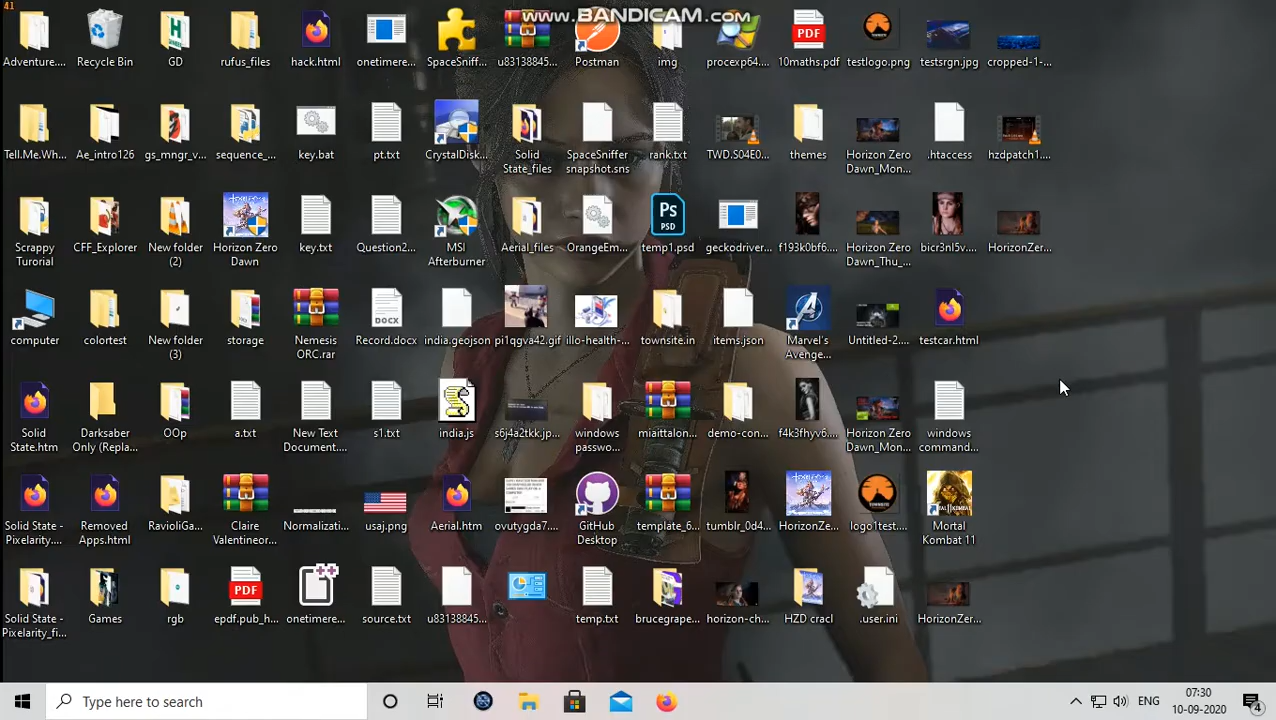 41
www.BANDICAM.com
Adventure....
Recycle Bin
GD
rufus_files
hack.html
onetimere...
SpaceSniff...
u83138845...
Postman
img
procexp64....
10maths.pdf
testlogo.png
testsrgn.jpg
cropped-1-...
Tell.Me.Wh...
Ae_intro126
gs_mngr_v...
sequence_...
key.bat
pt.txt
CrystalDisk...
Solid
State_files
SpaceSniffer
snapshot.sns
rank.txt
TWD.S04E0...
themes
Horizon Zero
Dawn_Mon...
.htaccess
hzdpatch1....
Scrappy
Turorial
CFF_Explorer
New folder
(2)
Horizon Zero
Dawn
key.txt
Question2...
MSI
Afterburner
Aerial_files
OrangeEm...
Ps
PSD
temp1.psd
geckodriver...
f193k0bf6....
Horizon Zero
Dawn_Thu_...
bicr3nl5v....
HorizonZer...
computer
colortest
New folder
(3)
storage
Nemesis
ORC.rar
DOCX
Record.docx
india.geojson
pi1qgva42.gif
illo-health-...
townsite.in
items.json
Marvel's
Avenge...
Untitled-2....
testcar.html
Solid
State.htm
Darksaber
Only (Repla...
OOp
a.txt
New Text
Document....
s1.txt
india.js
s6j4a2tkk.jp...
windows
passwo...
miaittalon...
demo-con...
f4k3fhyv6....
Horizon Zero
Dawn_Mon...
windows
command...
Solid State -
Pixelarity....
Removed
Apps.html
RavioliGa...
Claire
Valentineor...
Normalizati...
usaj.png
Aerial.htm
ovutygda7....
GitHub
Desktop
template_6...
tumblr_0d4...
HorizonZe...
logo1test....
Mortal
Kombat 11
Solid State -
Pixelarity_fi...
Games
rgb
PDF
epdf.pub_h...
onetimere...
source.txt
u83138845...
temp.txt
brucegrape...
horizon-ch...
HZD cracl
.user.ini
HorizonZer...
Type here to search
ENG
07:30
10-09-2020
4